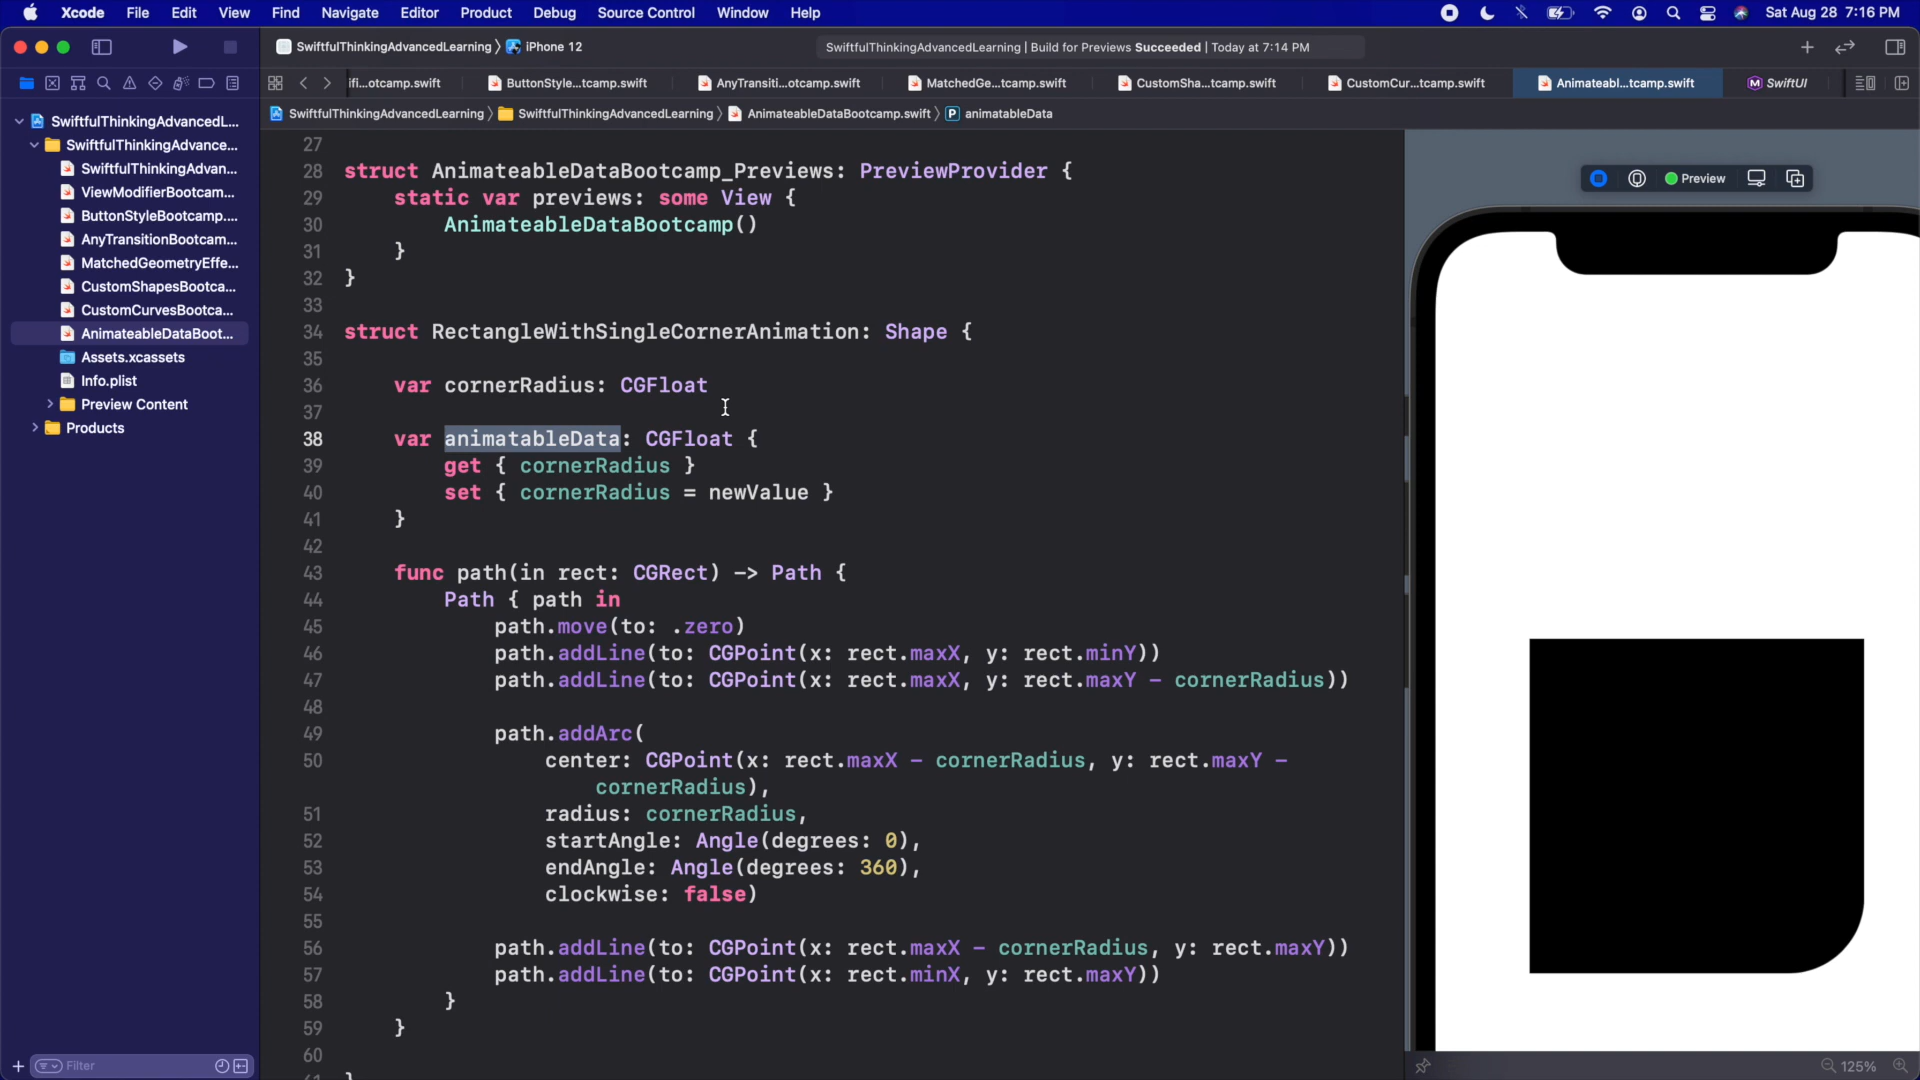 Xcode File Edit View Find Navigate Editor Product Debug Source Control Window Help Sat Aug 28 7:16 PM
SwiftfulThinkingAdvancedLearning 〉 iPhone 12 SwiftfulThinkingAdvancedLearning | Build for Previews Succeeded | Today at 7:14 PM
ifi...otcamp.swift ButtonStyle...tcamp.swift AnyTransiti...otcamp.swift MatchedGe...tcamp.swift CustomSha...tcamp.swift CustomCur...tcamp.swift Animateabl...tcamp.swift SwiftUI
SwiftfulThinkingAdvancedLearning 〉 SwiftfulThinkingAdvancedLearning 〉 AnimateableDataBootcamp.swift 〉 P animatableData
SwiftfulThinkingAdvancedL...
SwiftfulThinkingAdvance...
SwiftfulThinkingAdvan...
ViewModifierBootcam...
ButtonStyleBootcamp....
AnyTransitionBootcam...
MatchedGeometryEffe...
CustomShapesBootca...
CustomCurvesBootca...
AnimateableDataBoot...
Assets.xcassets
Info.plist
Preview Content
Products
Filter
27
28 struct AnimateableDataBootcamp_Previews: PreviewProvider {
29 static var previews: some View {
30 AnimateableDataBootcamp()
31 }
32 }
33
34 struct RectangleWithSingleCornerAnimation: Shape {
35
36 var cornerRadius: CGFloat
37
38 var animatableData: CGFloat {
39 get { cornerRadius }
40 set { cornerRadius = newValue }
41 }
42
43 func path(in rect: CGRect) -> Path {
44 Path { path in
45 path.move(to: .zero)
46 path.addLine(to: CGPoint(x: rect.maxX, y: rect.minY))
47 path.addLine(to: CGPoint(x: rect.maxX, y: rect.maxY - cornerRadius))
48
49 path.addArc(
50 center: CGPoint(x: rect.maxX - cornerRadius, y: rect.maxY -
cornerRadius),
51 radius: cornerRadius,
52 startAngle: Angle(degrees: 0),
53 endAngle: Angle(degrees: 360),
54 clockwise: false)
55
56 path.addLine(to: CGPoint(x: rect.maxX - cornerRadius, y: rect.maxY))
57 path.addLine(to: CGPoint(x: rect.minX, y: rect.maxY))
58 }
59 }
60
Preview
125%